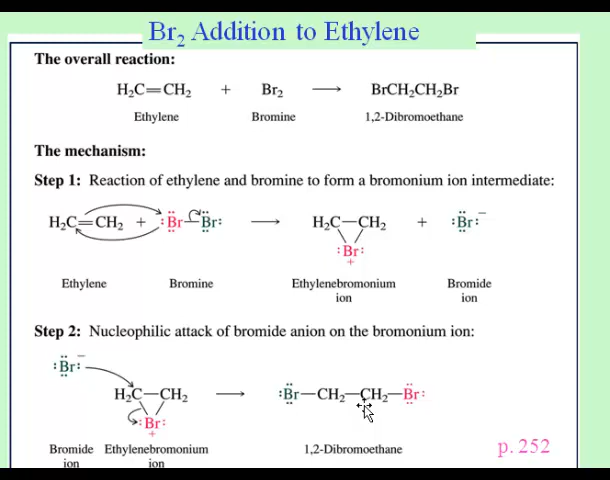 Br₂ Addition to Ethylene
The overall reaction:
H₂C=CH₂ + Br₂ ⟶ BrCH₂CH₂Br
Ethylene Bromine 1,2-Dibromoethane
The mechanism:
Step 1: Reaction of ethylene and bromine to form a bromonium ion intermediate:
H₂C=CH₂ + :Br—Br: ⟶ H₂C—CH₂ + :Br:⁻
:Br:
+
Ethylene Bromine Ethylenebromonium Bromide
ion ion
Step 2: Nucleophilic attack of bromide anion on the bromonium ion:
:Br:⁻
H₂C—CH₂ ⟶ :Br—CH₂—CH₂—Br:
:Br:
+
Bromide Ethylenebromonium 1,2-Dibromoethane
ion ion
p. 252